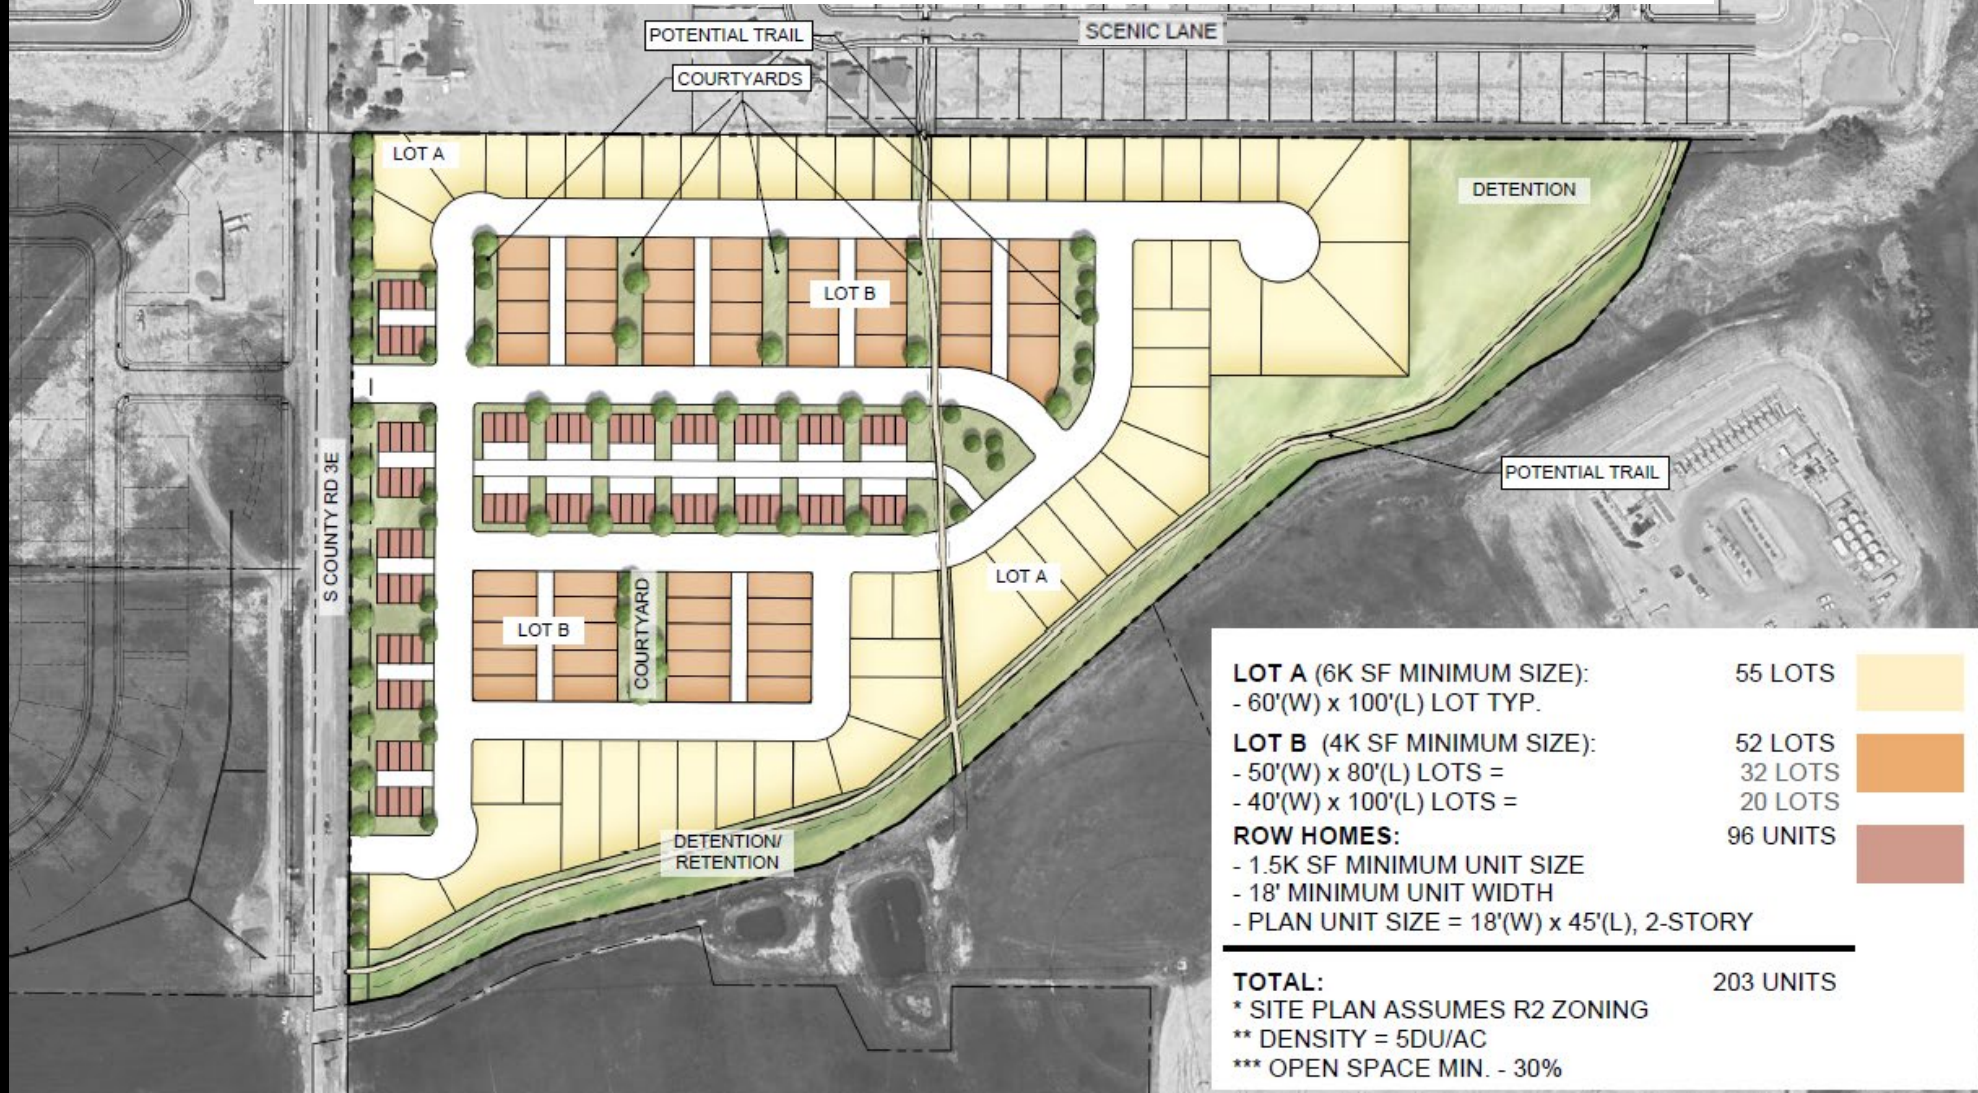 POTENTIAL TRAIL
SCENIC LANE
COURTYARDS
LOT A
DETENTION
LOT B
S COUNTY RD 3E
POTENTIAL TRAIL
LOT A
LOT B
COURTYARD
DETENTION/
RETENTION
LOT A (6K SF MINIMUM SIZE): 55 LOTS
- 60'(W) x 100'(L) LOT TYP.
LOT B (4K SF MINIMUM SIZE): 52 LOTS
- 50'(W) x 80'(L) LOTS = 32 LOTS
- 40'(W) x 100'(L) LOTS = 20 LOTS
ROW HOMES: 96 UNITS
- 1.5K SF MINIMUM UNIT SIZE
- 18' MINIMUM UNIT WIDTH
- PLAN UNIT SIZE = 18'(W) x 45'(L), 2-STORY
TOTAL: 203 UNITS
* SITE PLAN ASSUMES R2 ZONING
** DENSITY = 5DU/AC
*** OPEN SPACE MIN. - 30%